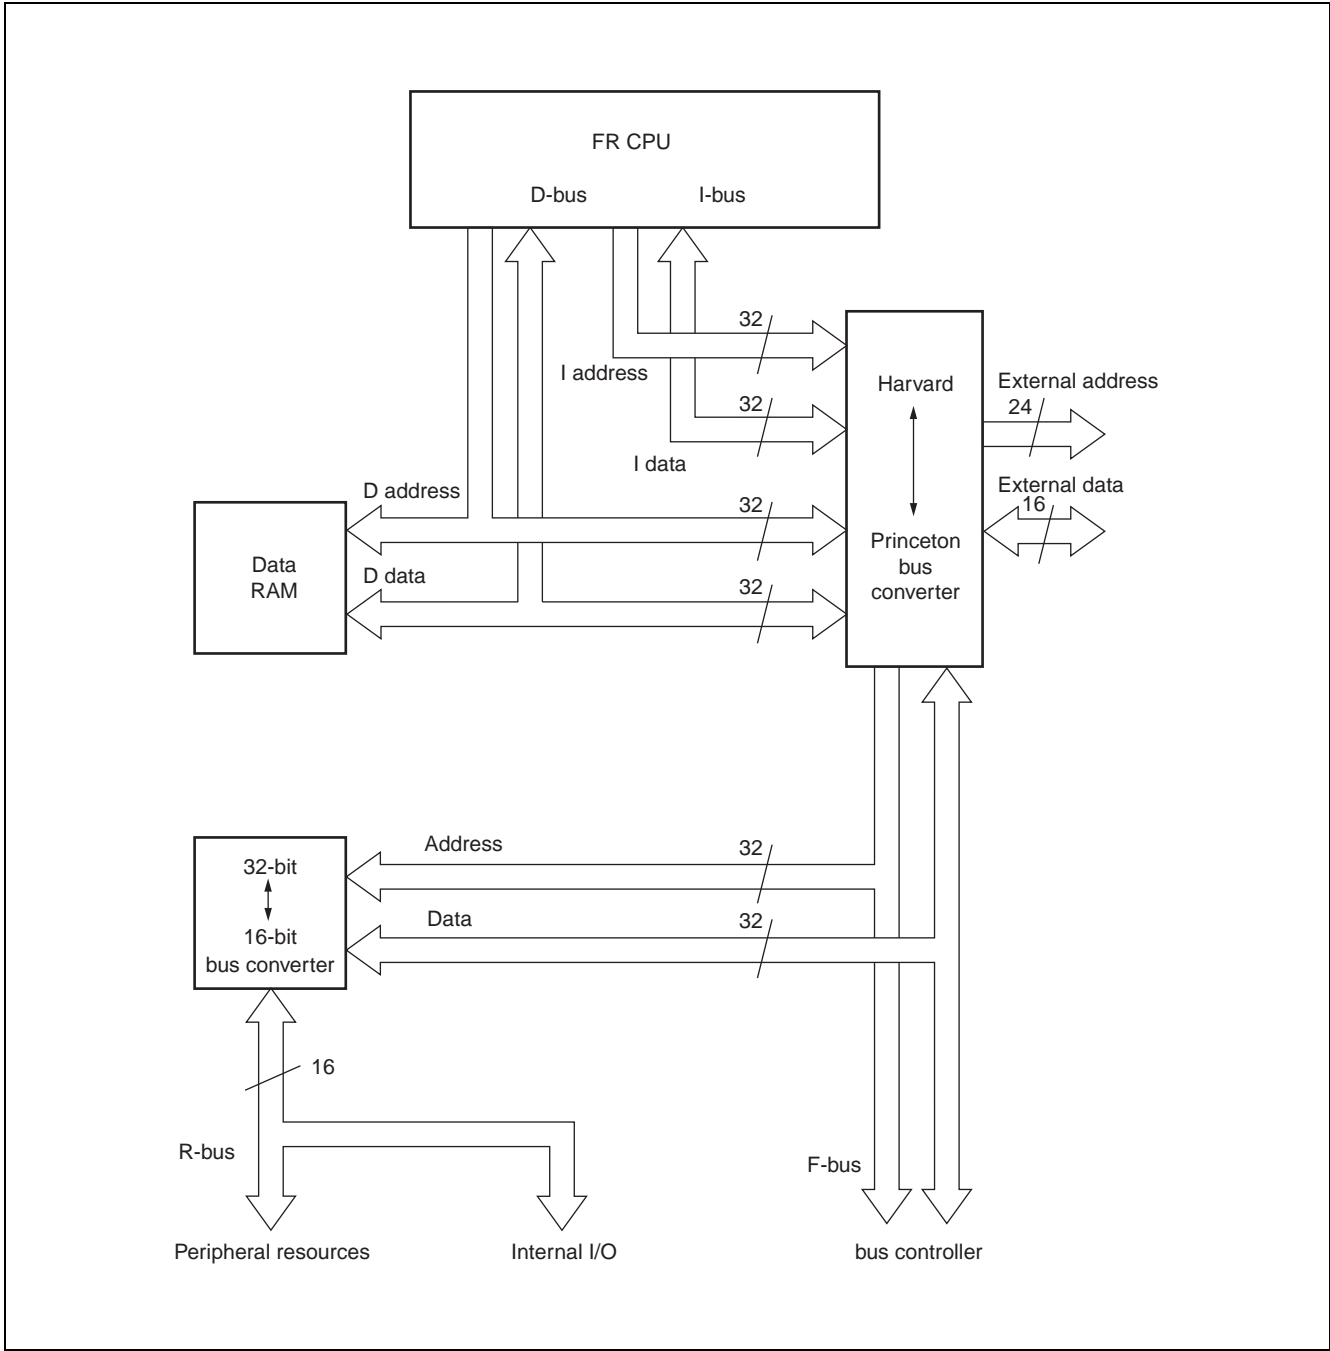 FR CPU
D-bus
I-bus
32
I address
32
I data
Harvard
External address
24
External data
16
D address
32
Data
RAM
D data
32
Princeton
bus
converter
Address
32
32-bit
Data
32
16-bit
bus converter
16
R-bus
F-bus
Peripheral resources
Internal I/O
bus controller